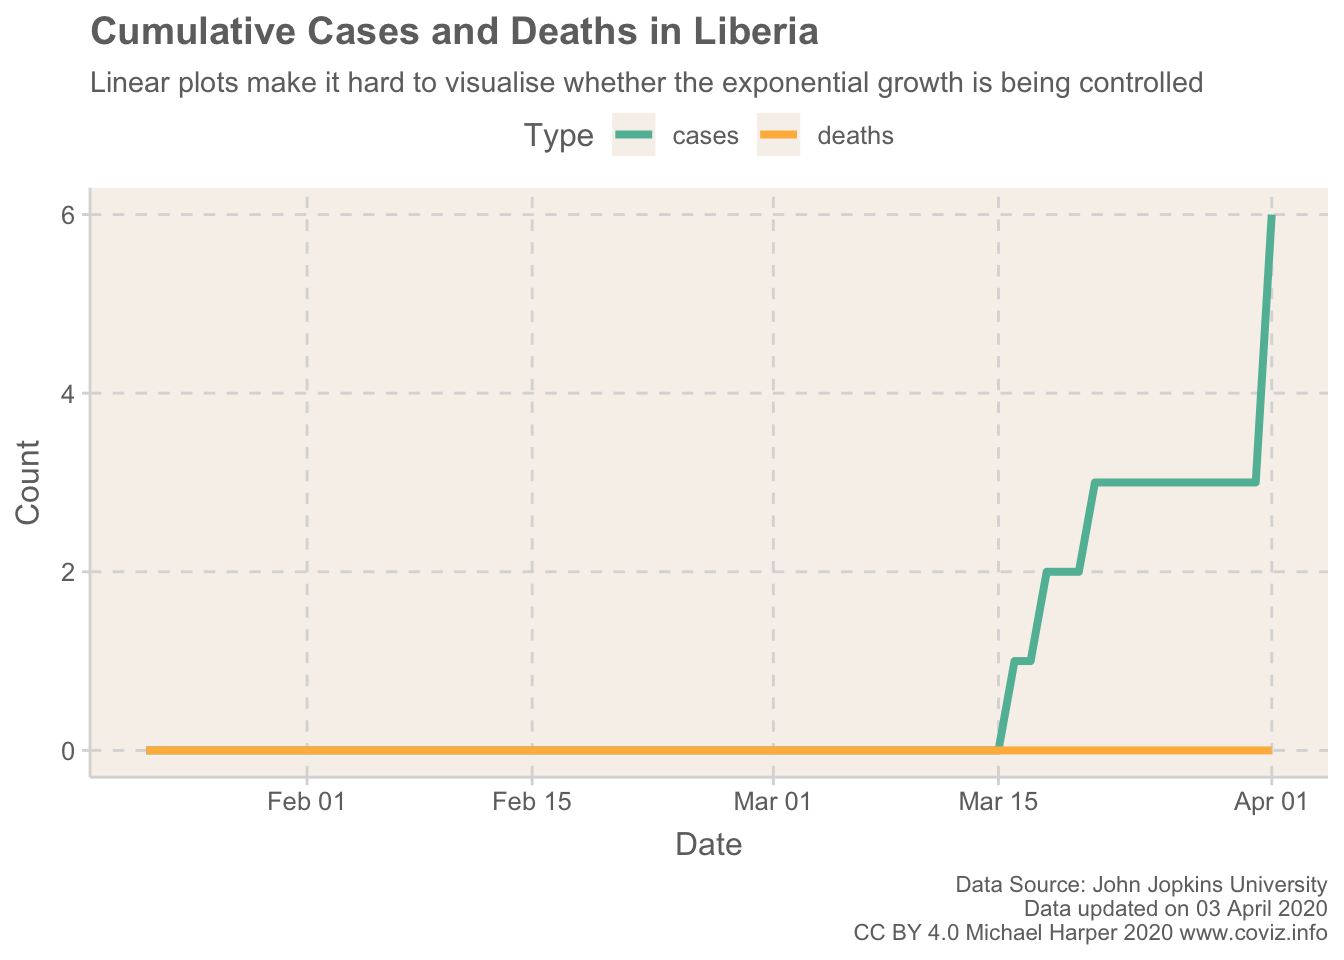 Cumulative Cases and Deaths in Liberia
Linear plots make it hard to visualise whether the exponential growth is being controlled
Type cases deaths
6
4
2
0
Count
Feb 01 Feb 15 Mar 01 Mar 15 Apr 01
Date
Data Source: John Jopkins University
Data updated on 03 April 2020
CC BY 4.0 Michael Harper 2020 www.coviz.info